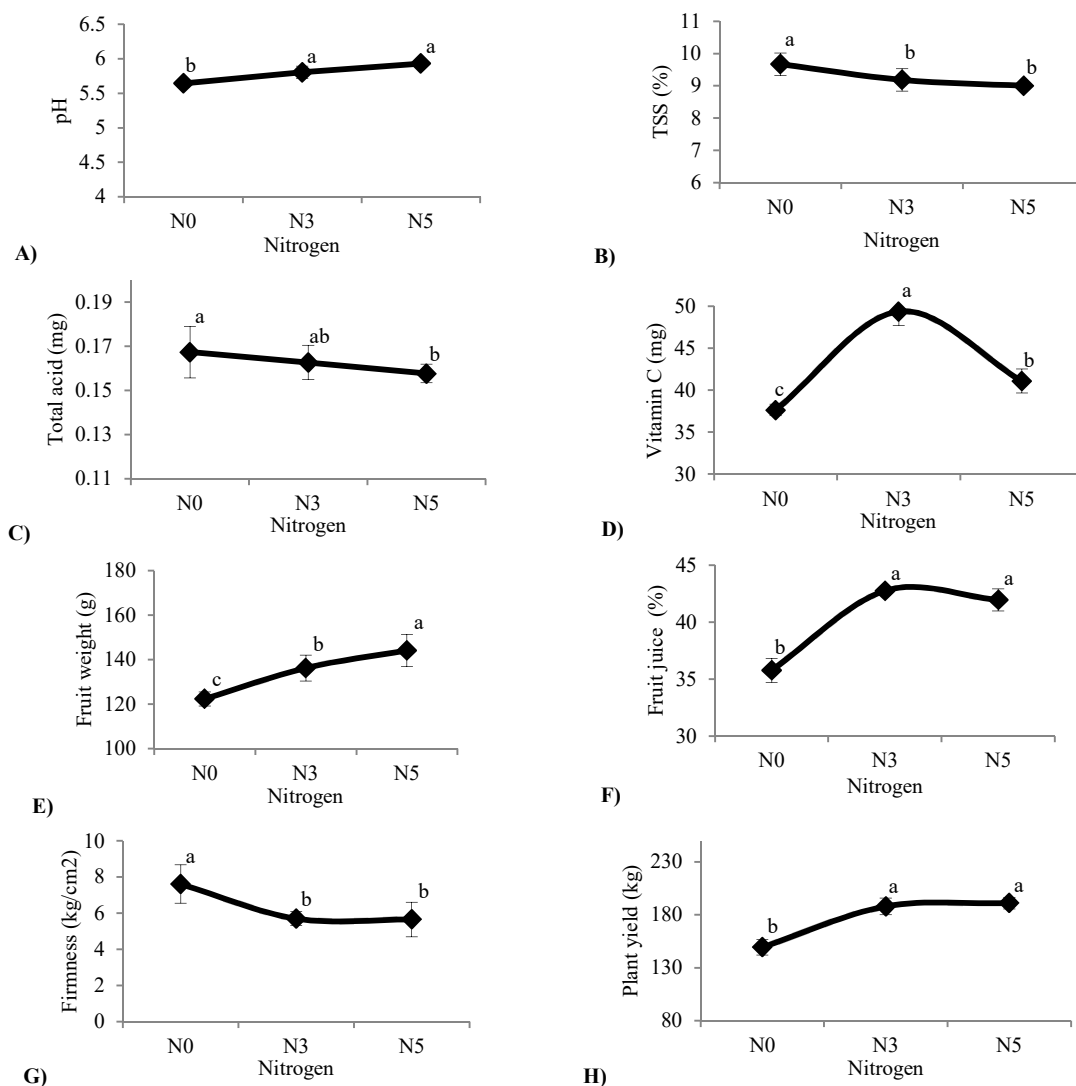 6.5
6
5.5
5
4.5
4
pH
b
a
a
N0
N3
N5
Nitrogen
A)
11
10
9
8
7
6
TSS (%)
a
b
b
N0
N3
N5
Nitrogen
B)
0.19
0.17
0.15
0.13
0.11
Total acid (mg)
a
ab
b
N0
N3
N5
Nitrogen
C)
50
45
40
35
30
Vitamin C (mg)
c
a
b
N0
N3
N5
Nitrogen
D)
180
160
140
120
100
Fruit weight (g)
c
b
a
N0
N3
N5
Nitrogen
E)
45
40
35
30
Fruit juice (%)
b
a
a
N0
N3
N5
Nitrogen
F)
10
8
6
4
2
0
Firmness (kg/cm2)
a
b
b
N0
N3
N5
Nitrogen
G)
230
180
130
80
Plant yield (kg)
b
a
a
N0
N3
N5
Nitrogen
H)